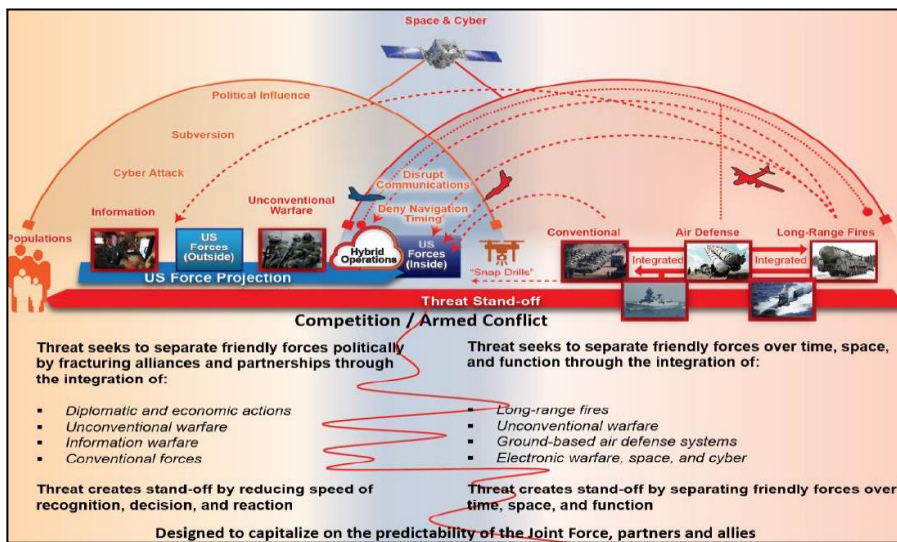 Space & Cyber
Political Influence
Subversion
Cyber Attack
Disrupt
Communications
Deny Navigation
Timing
Populations
Information
US
Forces
(Outside)
Unconventional
Warfare
Hybrid
Operations
US
Forces
(Inside)
"Snap Drills"
Conventional
Integrated
Air Defense
Integrated
Long-Range Fires
US Force Projection
Threat Stand-off
Competition / Armed Conflict
Threat seeks to separate friendly forces politically
by fracturing alliances and partnerships through
the integration of:
▪ Diplomatic and economic actions
▪ Unconventional warfare
▪ Information warfare
▪ Conventional forces
Threat creates stand-off by reducing speed of
recognition, decision, and reaction
Threat seeks to separate friendly forces over time, space,
and function through the integration of:
▪ Long-range fires
▪ Unconventional warfare
▪ Ground-based air defense systems
▪ Electronic warfare, space, and cyber
Threat creates stand-off by separating friendly forces over
time, space, and function
Designed to capitalize on the predictability of the Joint Force, partners and allies